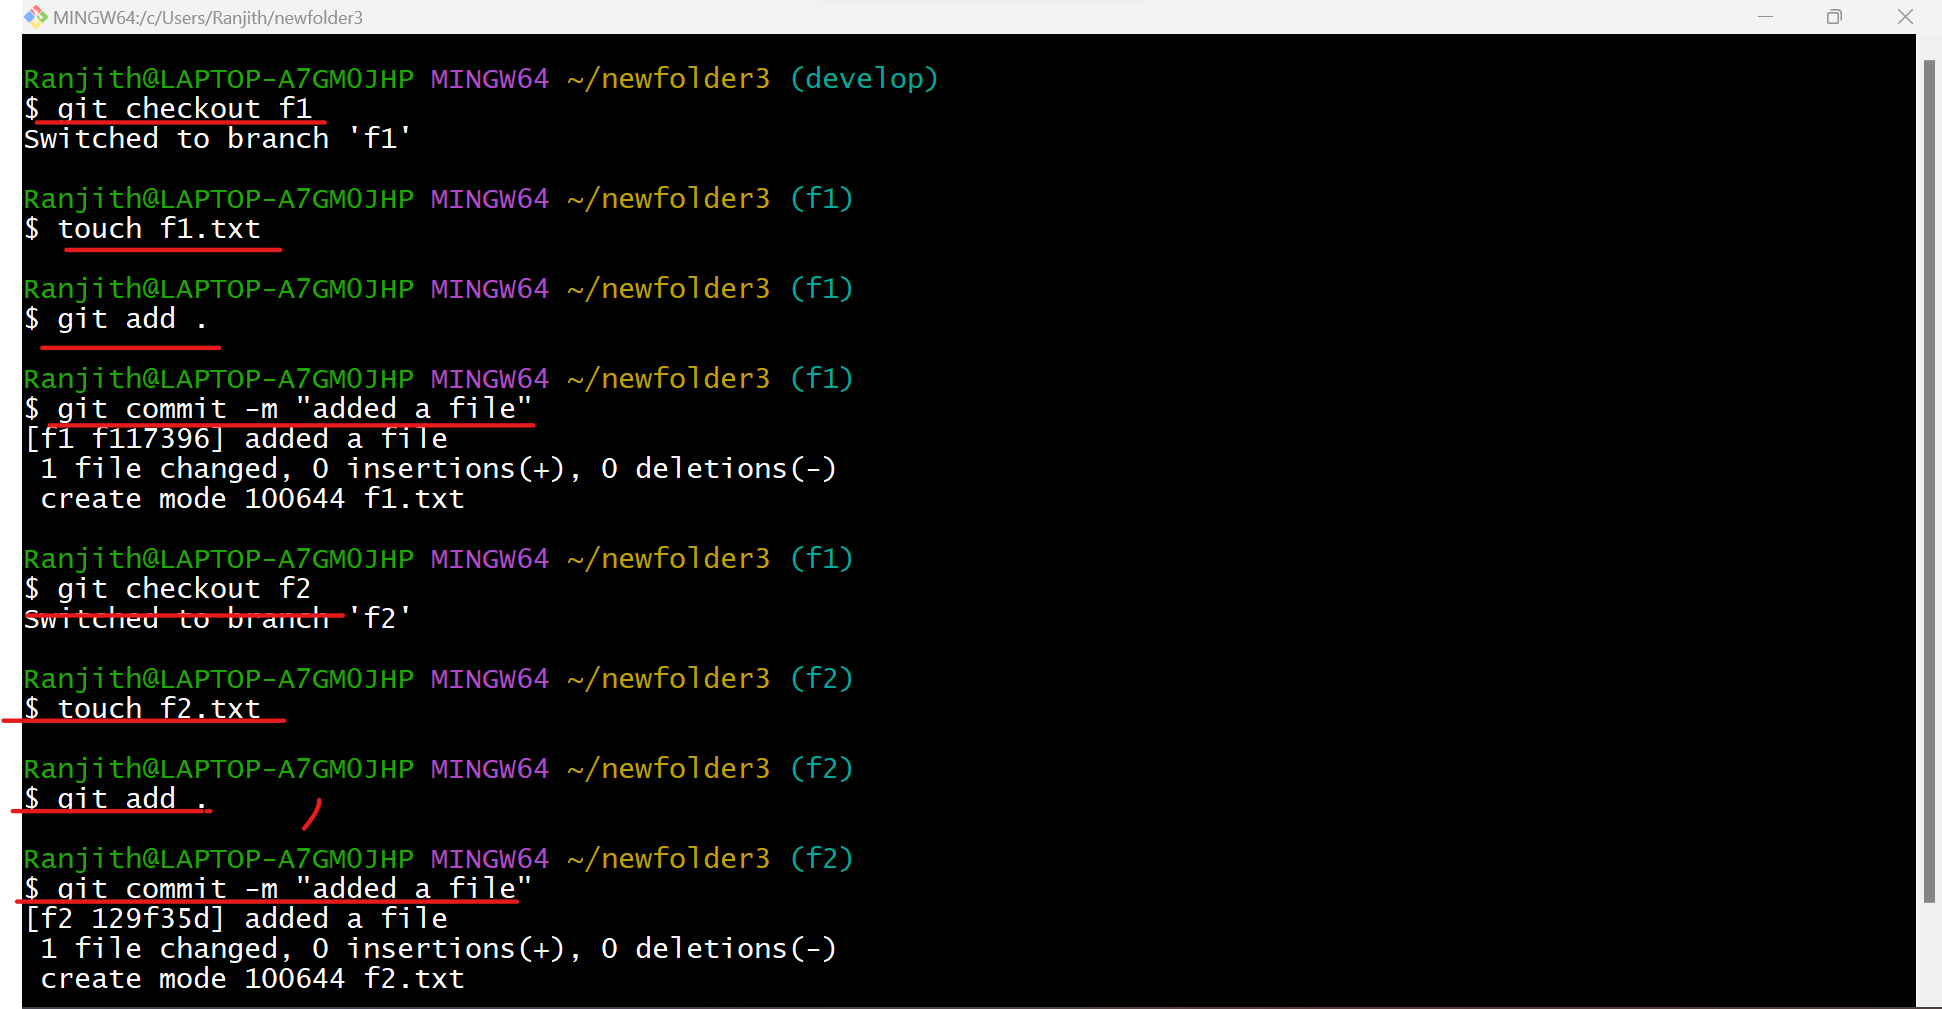 MINGW64:/c/Users/Ranjith/newfolder3
Ranjith@LAPTOP-A7GMOJHP MINGW64 ~/newfolder3 (develop)
$ git checkout f1
Switched to branch 'f1'
Ranjith@LAPTOP-A7GMOJHP MINGW64 ~/newfolder3 (f1)
$ touch f1.txt
Ranjith@LAPTOP-A7GMOJHP MINGW64 ~/newfolder3 (f1)
$ git add .
Ranjith@LAPTOP-A7GMOJHP MINGW64 ~/newfolder3 (f1)
$ git commit -m "added a file"
[f1 f117396] added a file
1 file changed, 0 insertions(+), 0 deletions(-)
create mode 100644 f1.txt
Ranjith@LAPTOP-A7GMOJHP MINGW64 ~/newfolder3 (f1)
$ git checkout f2
Switched to branch 'f2'
Ranjith@LAPTOP-A7GMOJHP MINGW64 ~/newfolder3 (f2)
$ touch f2.txt
Ranjith@LAPTOP-A7GMOJHP MINGW64 ~/newfolder3 (f2)
$ git add .
Ranjith@LAPTOP-A7GMOJHP MINGW64 ~/newfolder3 (f2)
$ git commit -m "added a file"
[f2 129f35d] added a file
1 file changed, 0 insertions(+), 0 deletions(-)
create mode 100644 f2.txt